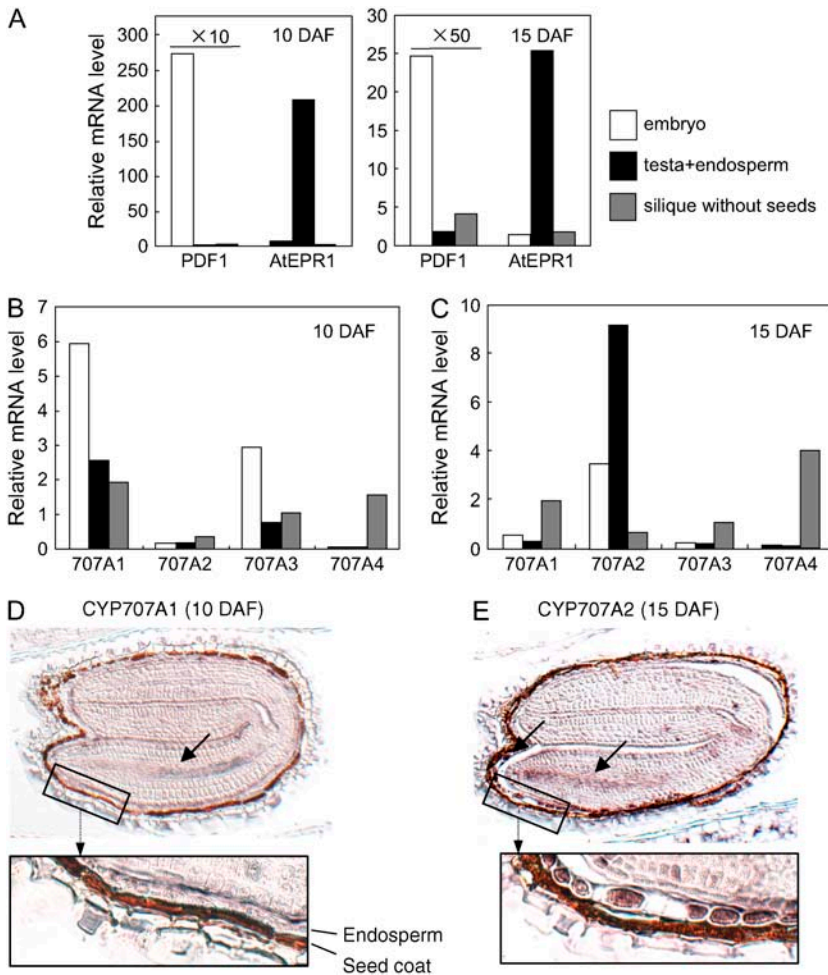 A
×10
10 DAF
×50
15 DAF
Relative mRNA level
300
250
200
150
100
50
0
PDF1
AtEPR1
30
25
20
15
10
5
0
PDF1
AtEPR1
embryo
testa+endosperm
silique without seeds
B
10 DAF
Relative mRNA level
7
6
5
4
3
2
1
0
707A1
707A2
707A3
707A4
C
15 DAF
Relative mRNA level
10
8
6
4
2
0
707A1
707A2
707A3
707A4
D
CYP707A1 (10 DAF)
Endosperm
Seed coat
E
CYP707A2 (15 DAF)